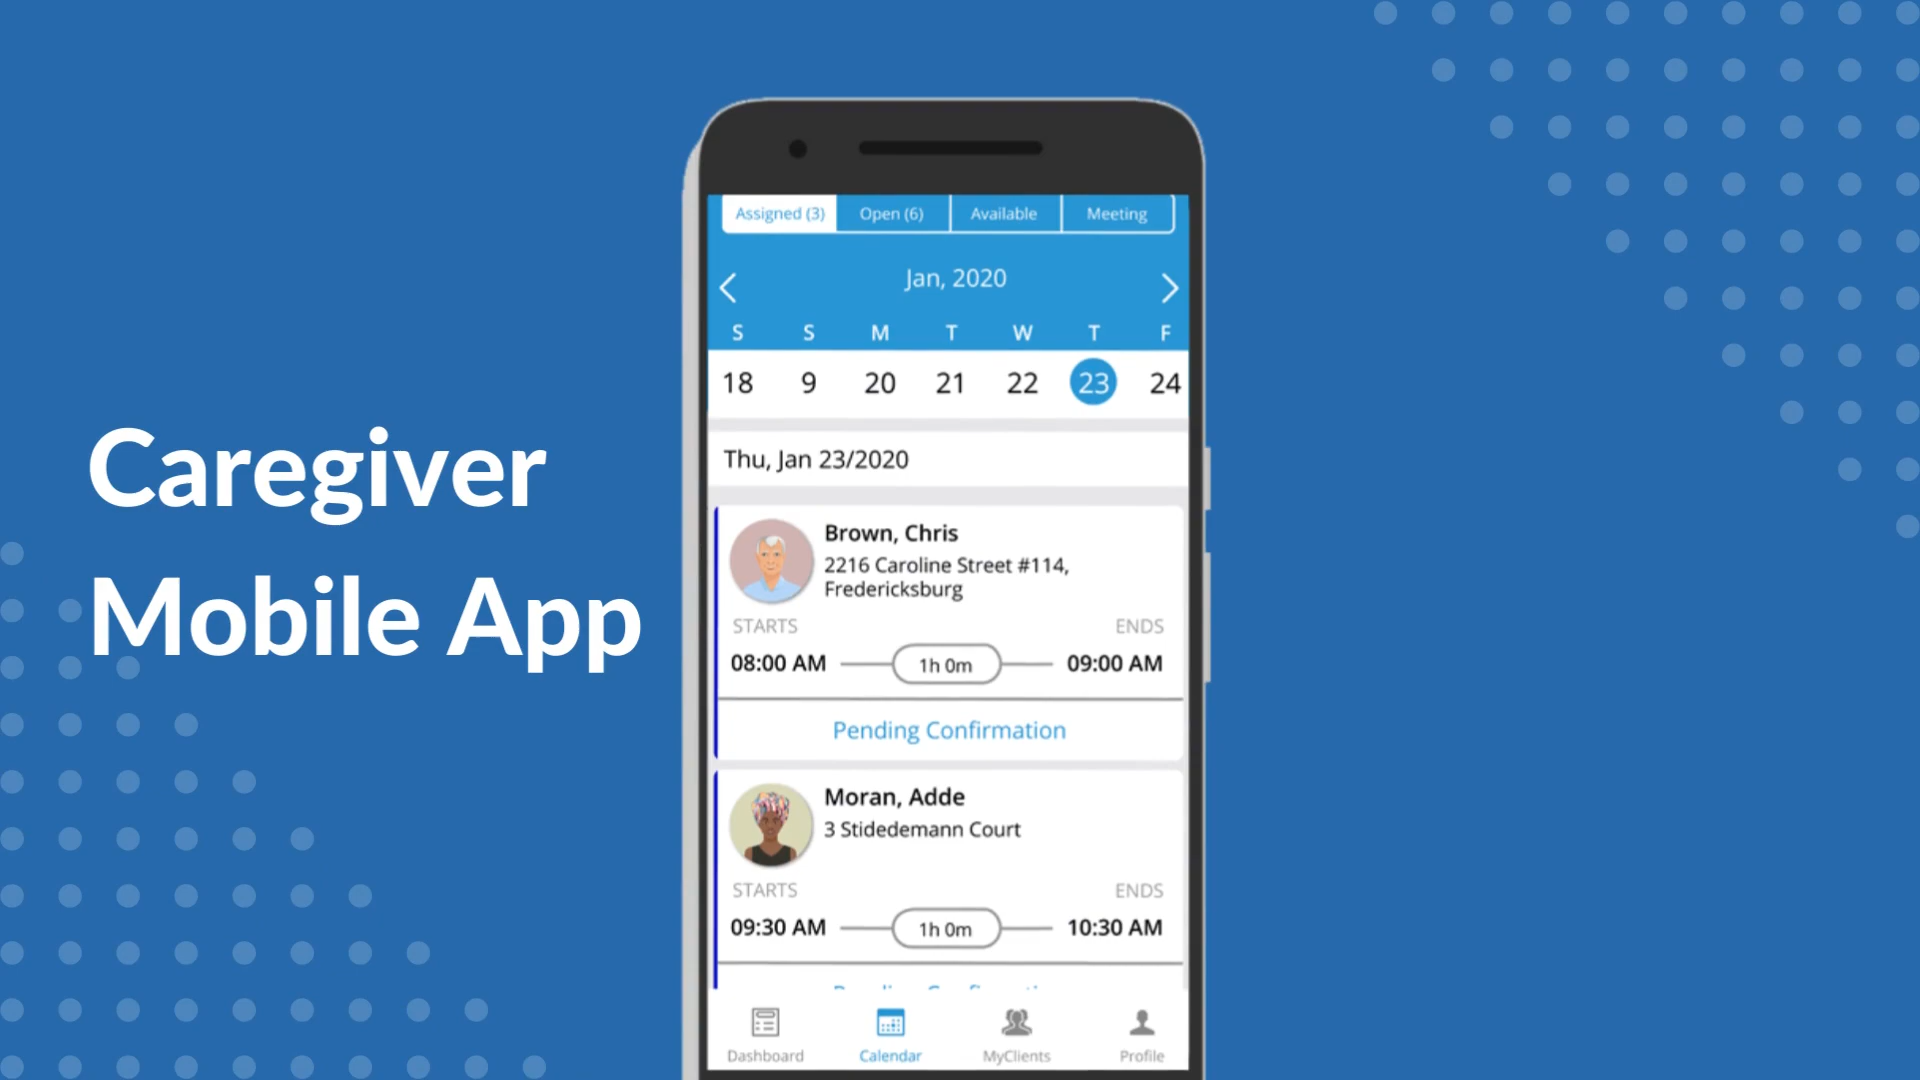 Caregiver
Mobile App
Assigned (3) Open (6) Available Meeting
Jan, 2020
S S M T W T F
18 9 20 21 22 23 24
Thu, Jan 23/2020
Brown, Chris
2216 Caroline Street #114,
Fredericksburg
STARTS ENDS
08:00 AM 1h 0m 09:00 AM
Pending Confirmation
Moran, Adde
3 Stidedemann Court
STARTS ENDS
09:30 AM 1h 0m 10:30 AM
Dashboard Calendar MyClients Profile